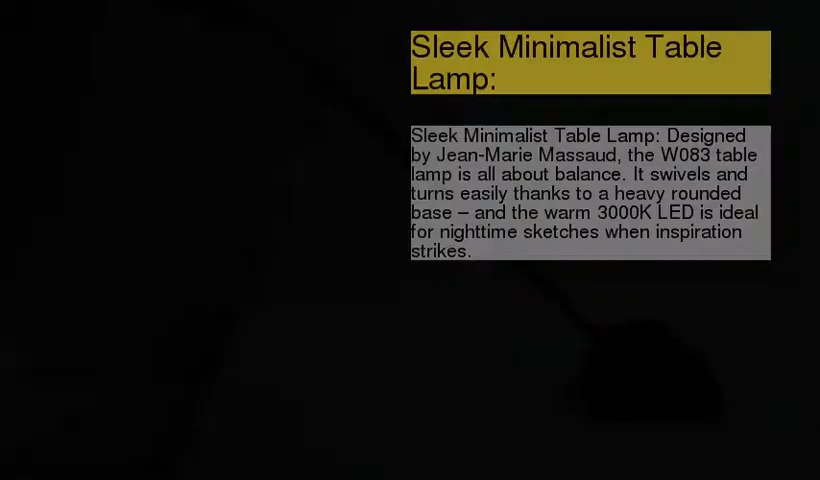 Sleek Minimalist Table
Lamp:
Sleek Minimalist Table Lamp: Designed
by Jean-Marie Massaud, the W083 table
lamp is all about balance. It swivels and
turns easily thanks to a heavy rounded
base – and the warm 3000K LED is ideal
for nighttime sketches when inspiration
strikes.